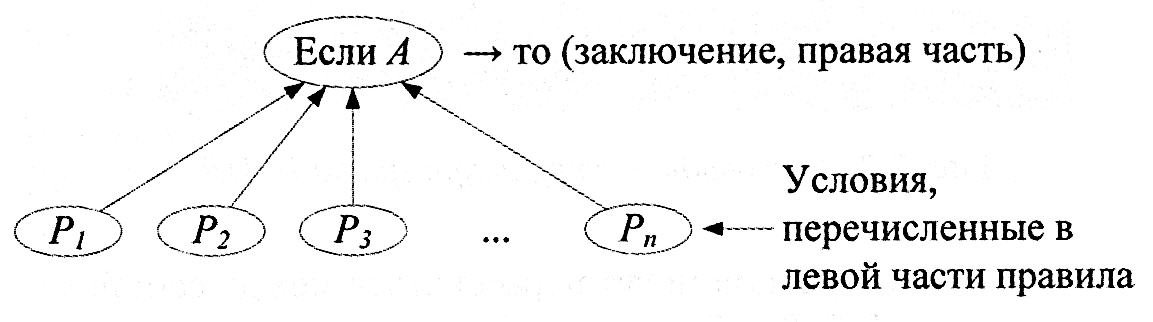 Если A → то (заключение, правая часть)
P1 P2 P3 ... Pn
Условия,
перечисленные в
левой части правила